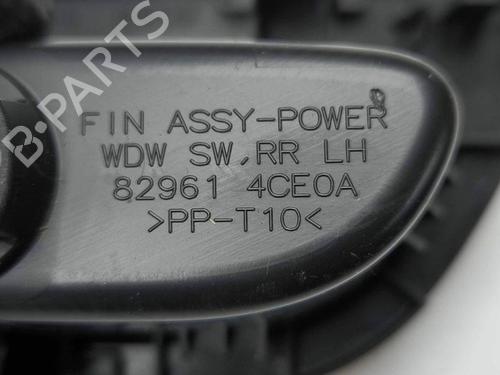 B-PARTS
FIN ASSY-POWER
WDW SW, RR LH
82961 4CE0A
>PP-T10<